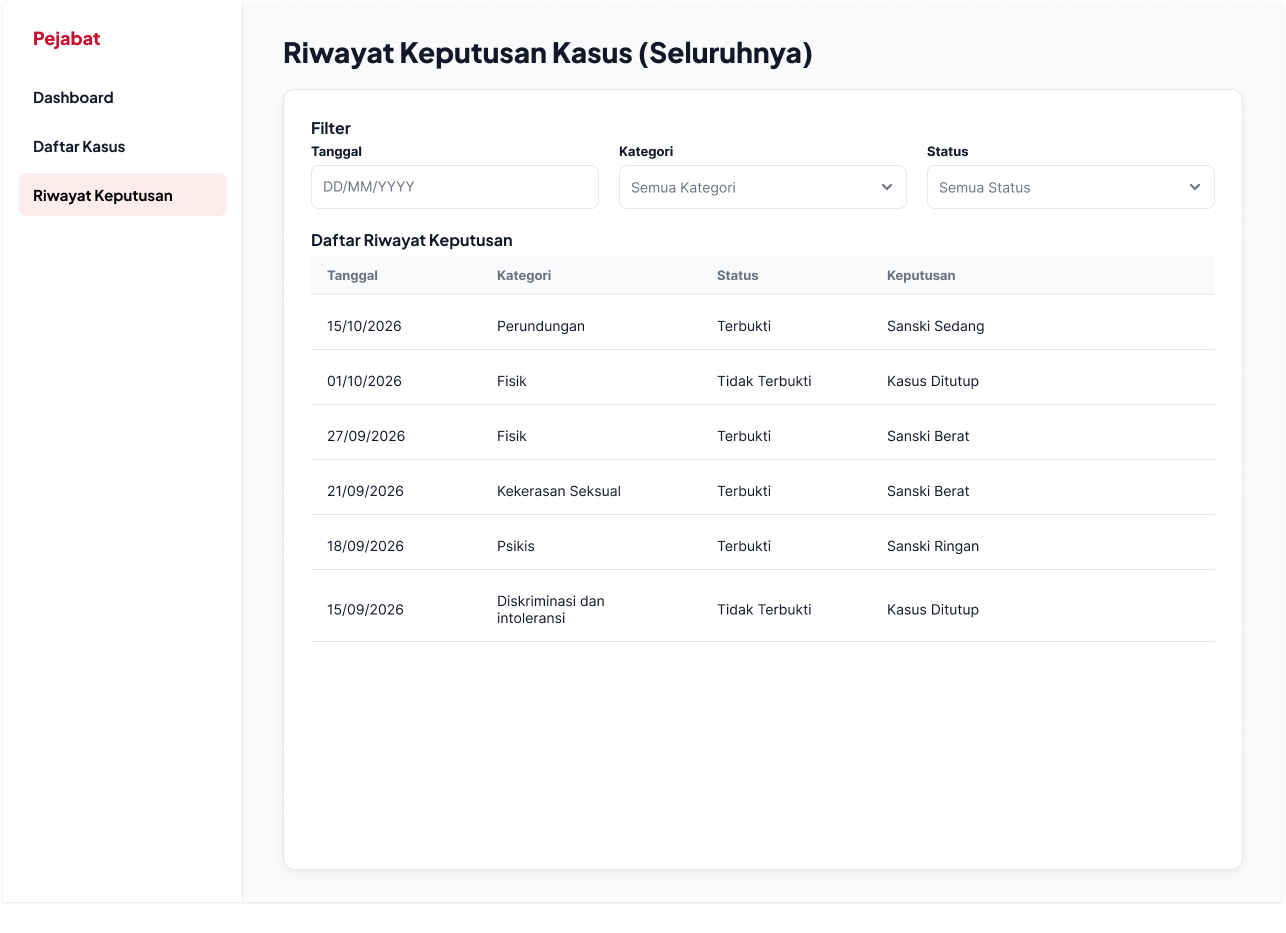 Pejabat
Dashboard
Daftar Kasus
Riwayat Keputusan
Riwayat Keputusan Kasus (Seluruhnya)
Filter
Tanggal Kategori Status
DD/MM/YYYY Semua Kategori Semua Status
Daftar Riwayat Keputusan
Tanggal Kategori Status Keputusan
15/10/2026 Perundungan Terbukti Sanski Sedang
01/10/2026 Fisik Tidak Terbukti Kasus Ditutup
27/09/2026 Fisik Terbukti Sanski Berat
21/09/2026 Kekerasan Seksual Terbukti Sanski Berat
18/09/2026 Psikis Terbukti Sanski Ringan
15/09/2026 Diskriminasi dan intoleransi Tidak Terbukti Kasus Ditutup